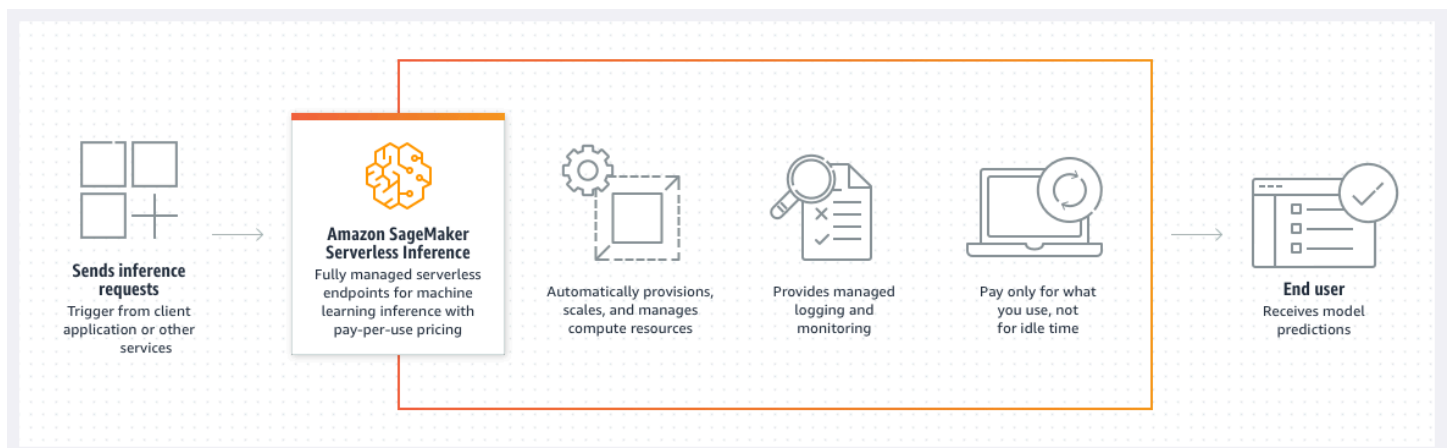 Sends inference
requests
Trigger from client
application or other
services
Amazon SageMaker
Serverless Inference
Fully managed serverless
endpoints for machine
learning inference with
pay-per-use pricing
Automatically provisions,
scales, and manages
compute resources
Provides managed
logging and
monitoring
Pay only for what
you use, not
for idle time
End user
Receives model
predictions